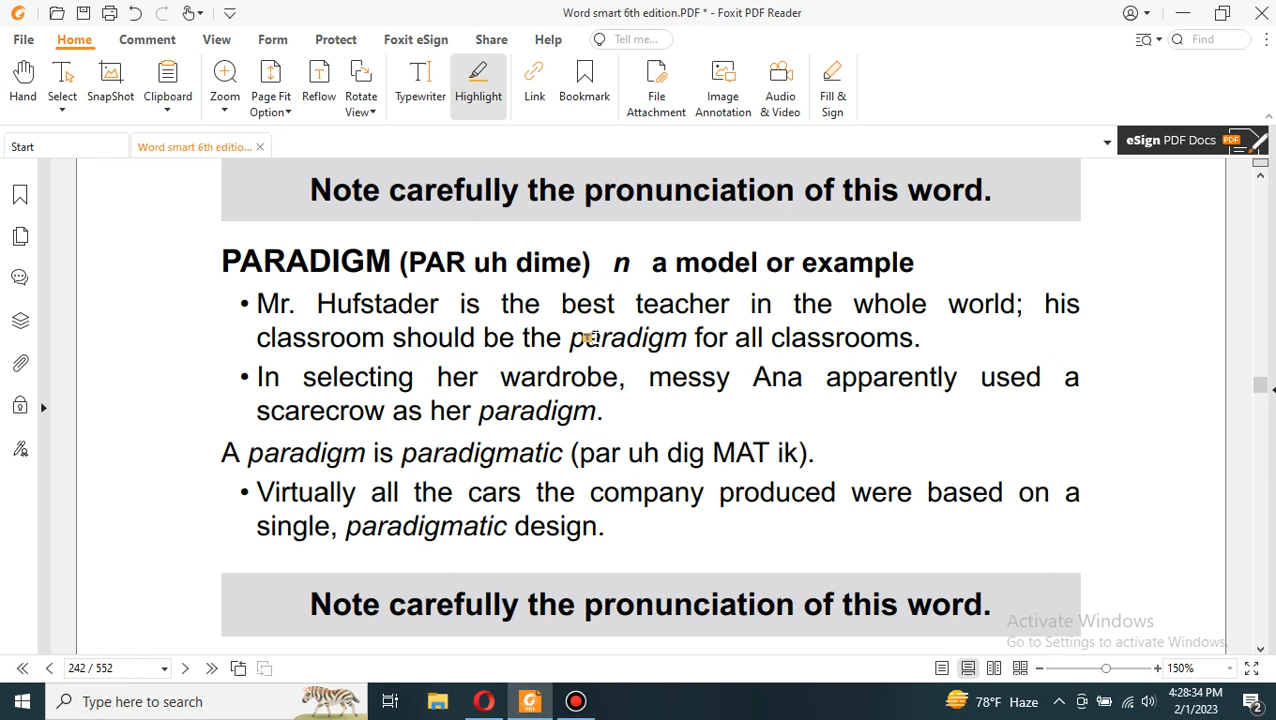 Word smart 6th edition.PDF * - Foxit PDF Reader
File Home Comment View Form Protect Foxit eSign Share Help Tell me... Find
Hand Select SnapShot Clipboard Zoom Page Fit Option Reflow Rotate View Typewriter Highlight Link Bookmark File Attachment Image Annotation Audio & Video Fill & Sign
Start Word smart 6th editio... eSign PDF Docs PDF
Note carefully the pronunciation of this word.
PARADIGM (PAR uh dime) n a model or example
• Mr. Hufstader is the best teacher in the whole world; his
classroom should be the paradigm for all classrooms.
• In selecting her wardrobe, messy Ana apparently used a
scarecrow as her paradigm.
A paradigm is paradigmatic (par uh dig MAT ik).
• Virtually all the cars the company produced were based on a
single, paradigmatic design.
Note carefully the pronunciation of this word.
Activate Windows
Go to Settings to activate Windows.
242 / 552 150%
Type here to search 78°F Haze 4:28:34 PM
2/1/2023 2